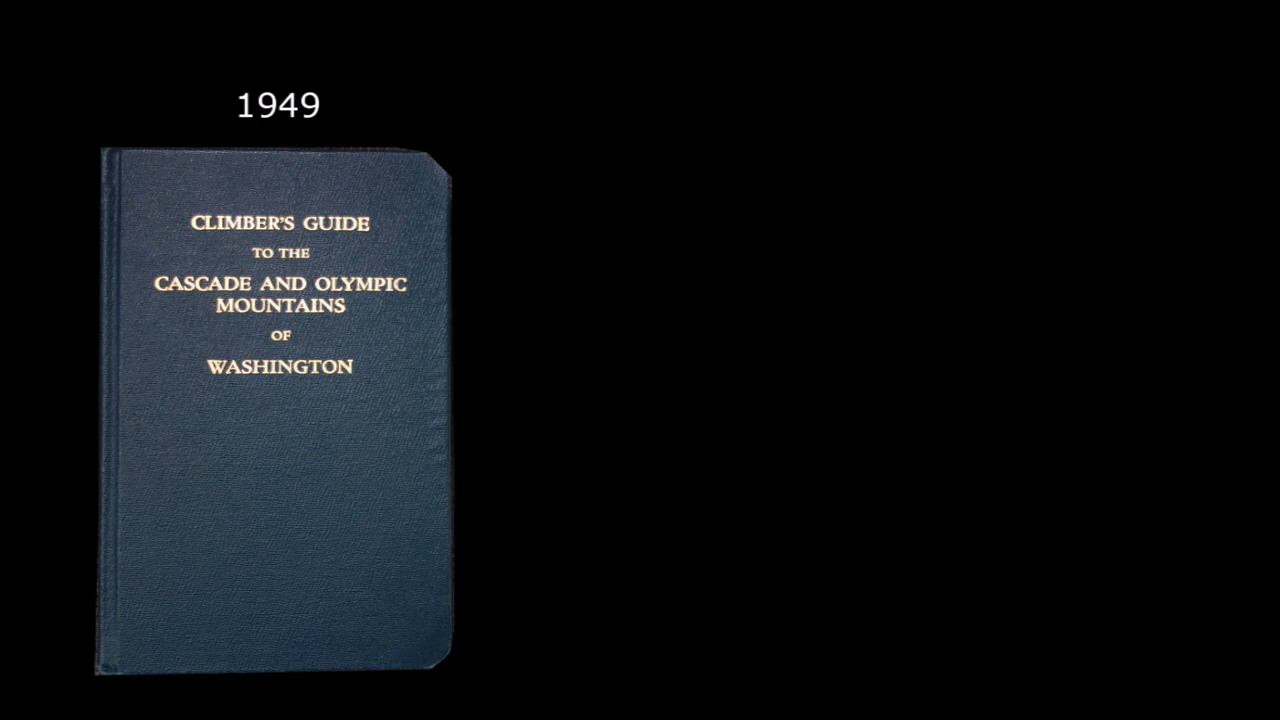 1949
CLIMBER'S GUIDE
TO THE
CASCADE AND OLYMPIC
MOUNTAINS
OF
WASHINGTON